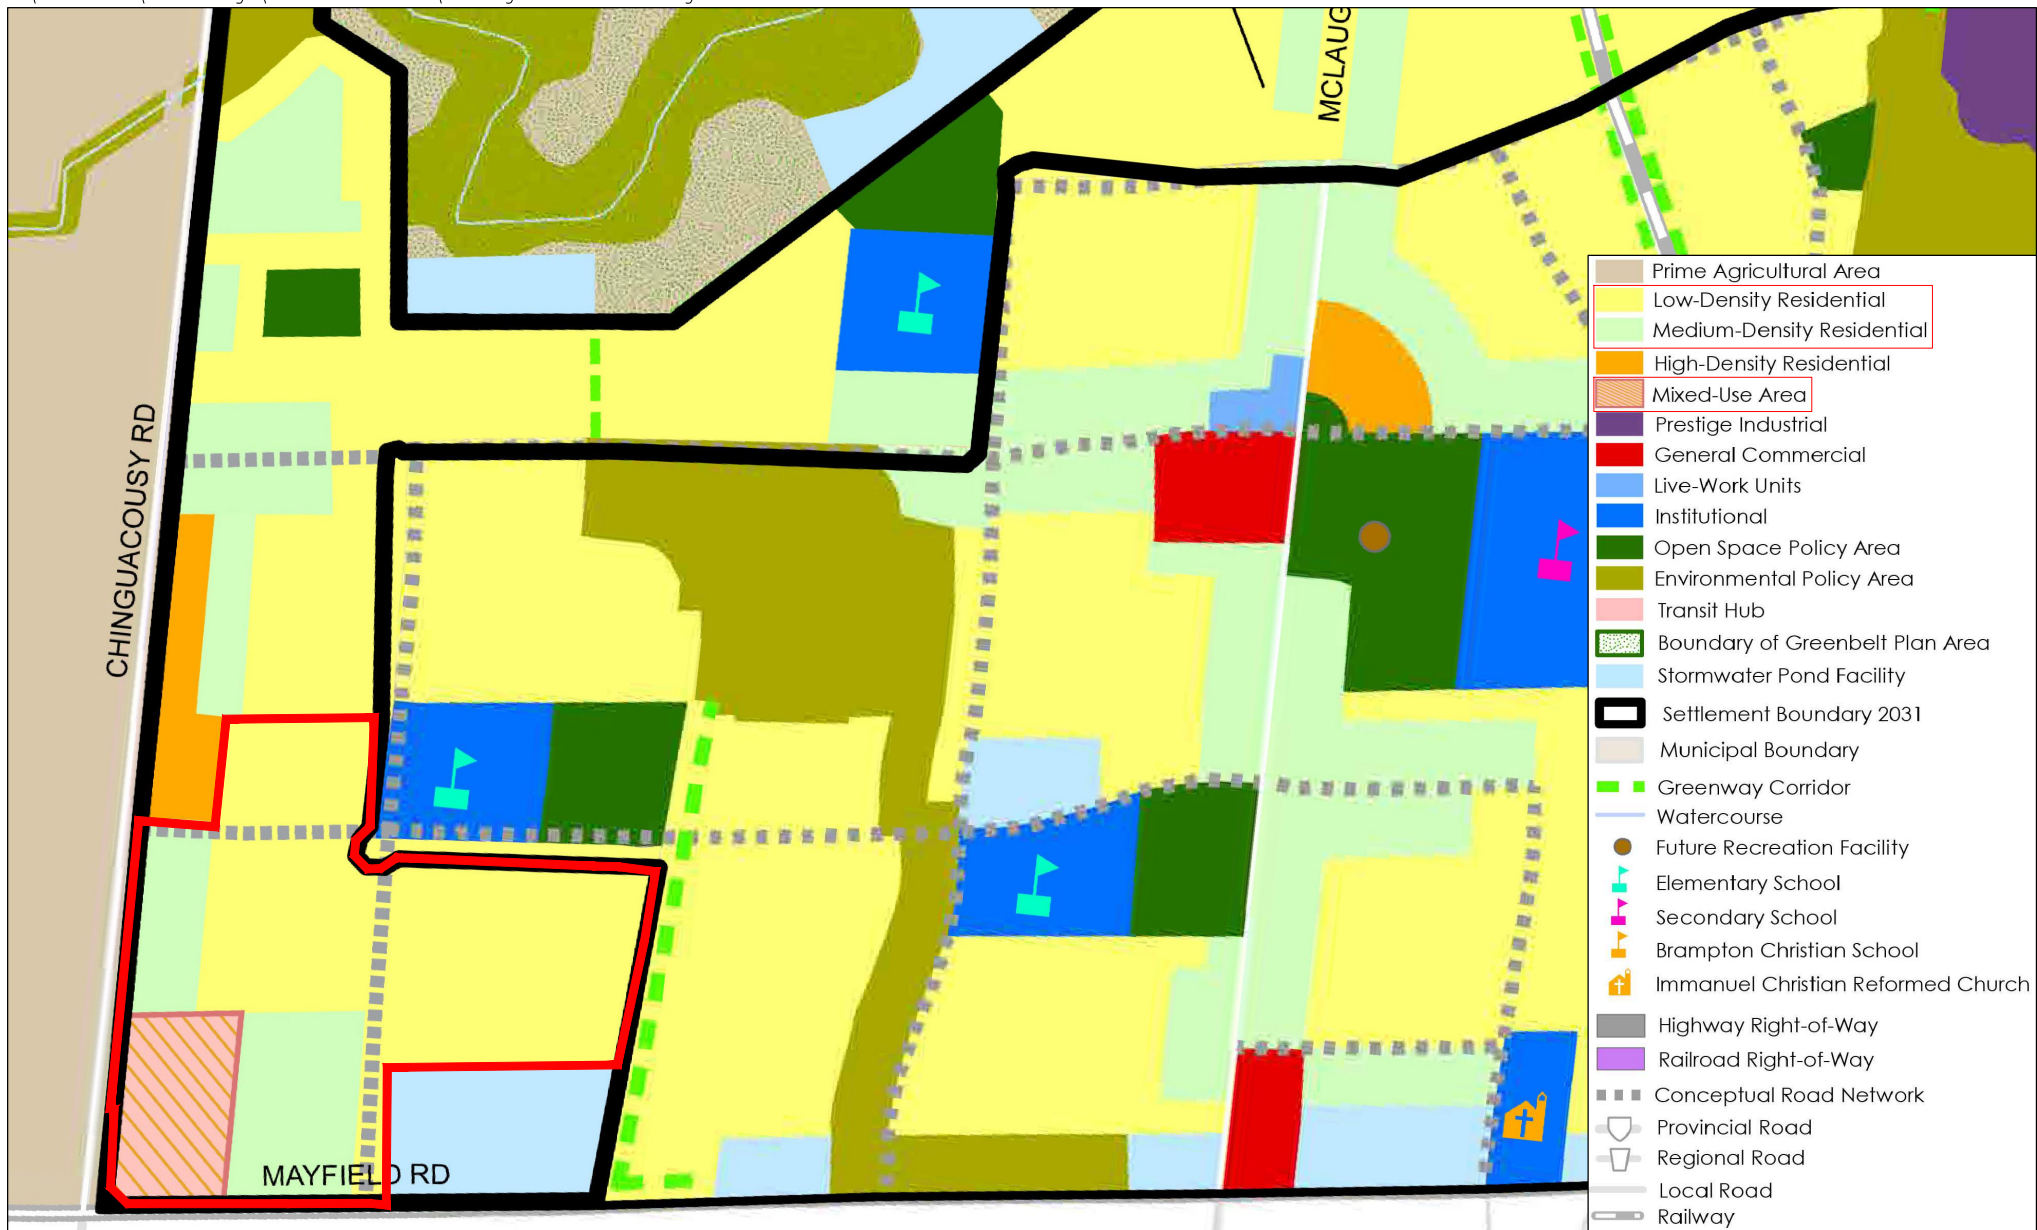 MCLAUG
CHINGUACOUSY RD
MAYFIELD RD
Prime Agricultural Area
Low-Density Residential
Medium-Density Residential
High-Density Residential
Mixed-Use Area
Prestige Industrial
General Commercial
Live-Work Units
Institutional
Open Space Policy Area
Environmental Policy Area
Transit Hub
Boundary of Greenbelt Plan Area
Stormwater Pond Facility
Settlement Boundary 2031
Municipal Boundary
Greenway Corridor
Watercourse
Future Recreation Facility
Elementary School
Secondary School
Brampton Christian School
Immanuel Christian Reformed Church
Highway Right-of-Way
Railroad Right-of-Way
Conceptual Road Network
Provincial Road
Regional Road
Local Road
Railway